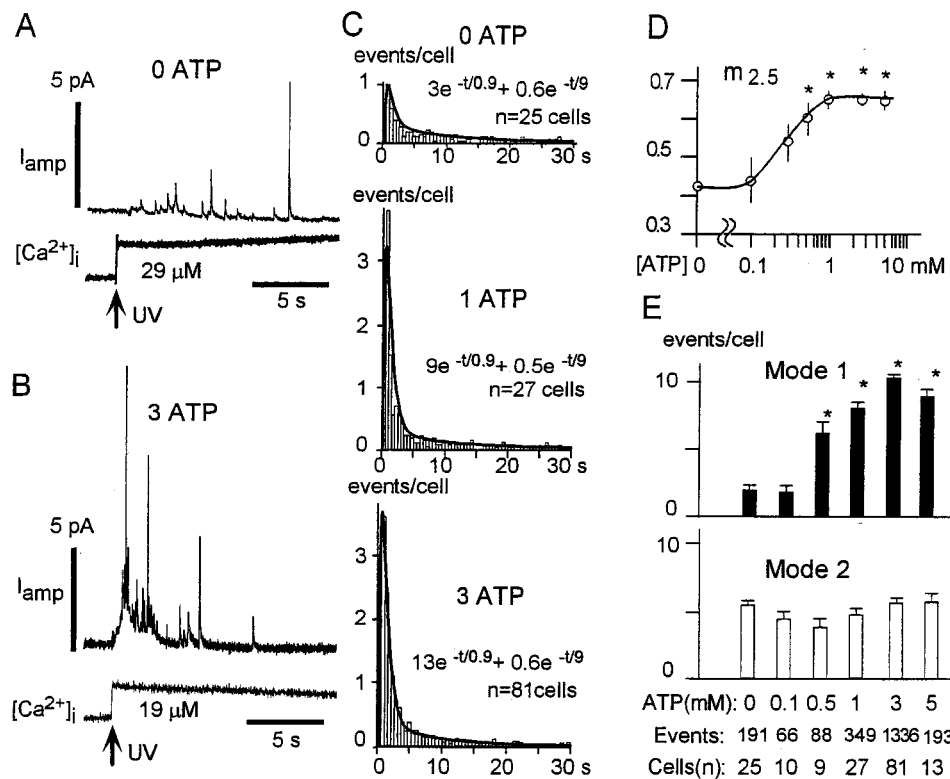 A
0 ATP
5 pA
I amp
[Ca2+]i
29 µM
5 s
UV
B
3 ATP
5 pA
I amp
[Ca2+]i
19 µM
5 s
UV
C
0 ATP
events/cell
1
0
3e -t/0.9 + 0.6e -t/9
n=25 cells
0 10 20 30 s
events/cell
3
2
1
0
1 ATP
9e -t/0.9 + 0.5e -t/9
n=27 cells
0 10 20 30 s
events/cell
3
2
1
0
3 ATP
13e -t/0.9 + 0.6e -t/9
n=81cells
0 10 20 30 s
D
m 2.5
* * * *
0.7
0.5
0.3
[ATP] 0 0.1 1 10 mM
E
events/cell
Mode 1
10
0
* * * *
Mode 2
10
0
ATP(mM): 0 0.1 0.5 1 3 5
Events: 191 66 88 349 1336 193
Cells(n) 25 10 9 27 81 13